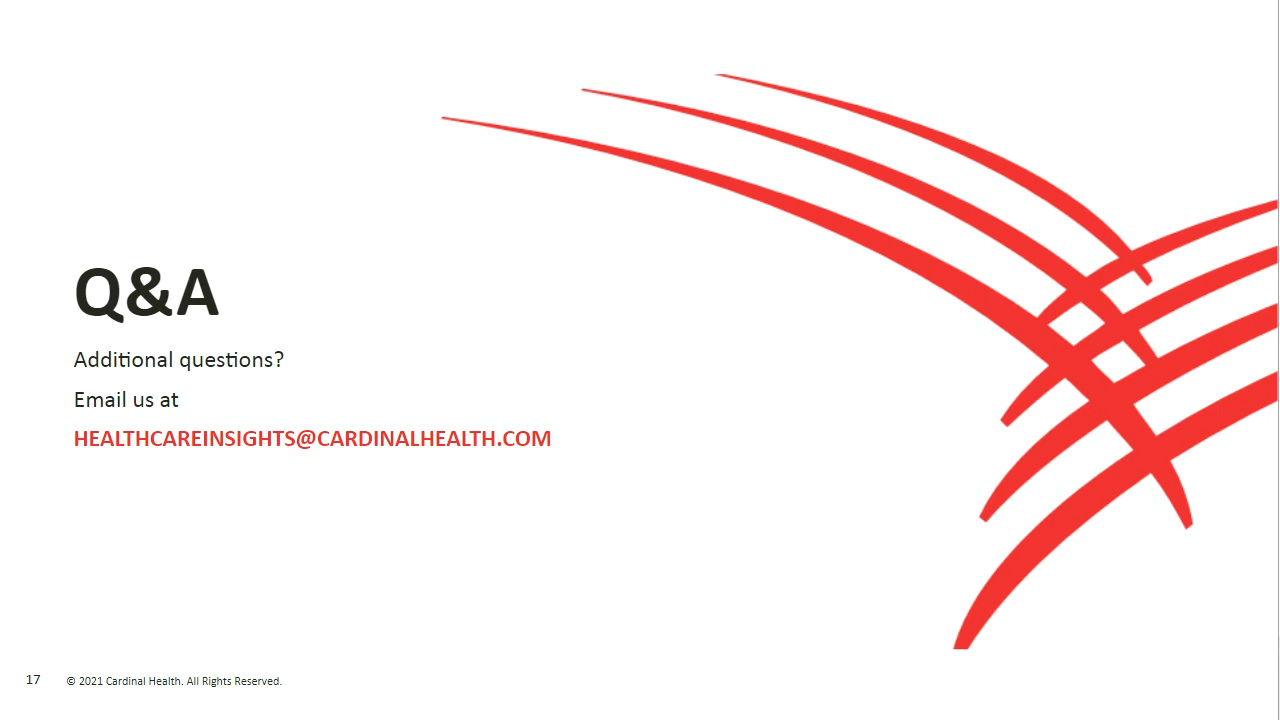 Q&A
Additional questions?
Email us at
HEALTHCAREINSIGHTS@CARDINALHEALTH.COM
17 © 2021 Cardinal Health. All Rights Reserved.